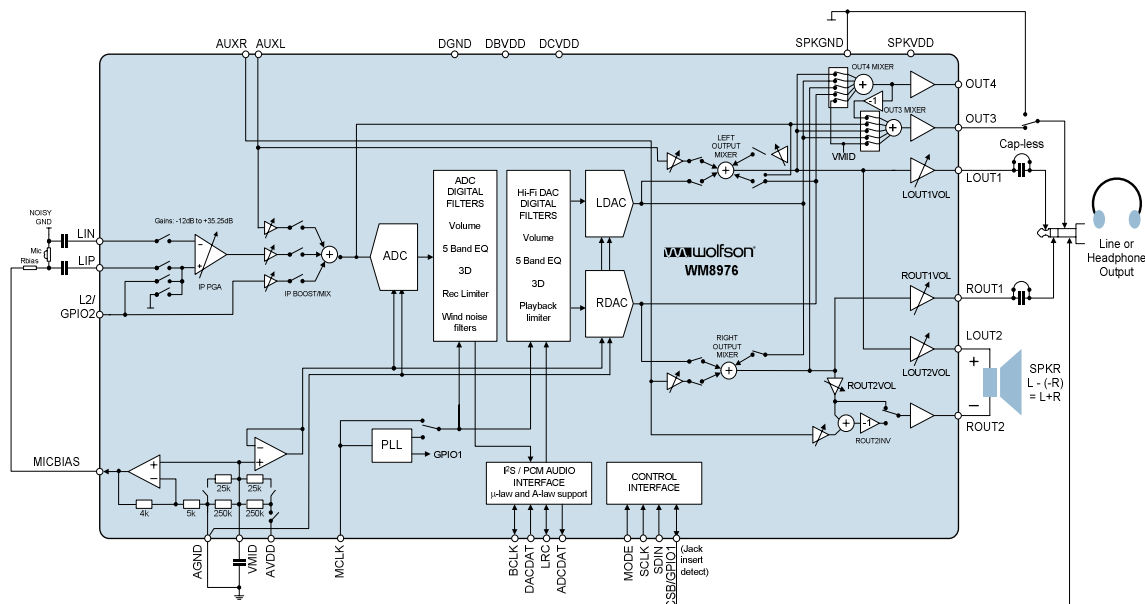 AUXR AUXL
DGND
DBVDD
DCVDD
SPKGND
SPKVDD
OUT4 MIXER
OUT4
-1
OUT3 MIXER
OUT3
VMID
Cap-less
LEFT
OUTPUT
MIXER
LOUT1
LOUT1VOL
NOISY
GND
Mic
Rbias
LIN
LIP
L2/
GPIO2
Gains: -12dB to +35.25dB
IP PGA
IP BOOST/MIX
ADC
ADC
DIGITAL
FILTERS
Volume
5 Band EQ
3D
Rec Limiter
Wind noise
filters
Hi-Fi DAC
DIGITAL
FILTERS
Volume
5 Band EQ
3D
Playback
limiter
LDAC
RDAC
wolfson
WM8976
Line or
Headphone
Output
ROUT1VOL
ROUT1
RIGHT
OUTPUT
MIXER
LOUT2
LOUT2VOL
ROUT2VOL
-1
ROUT2INV
ROUT2
+
−
SPKR
L - (-R)
= L+R
PLL
GPIO1
MICBIAS
25k
25k
4k
5k
250k
250k
I²S / PCM AUDIO
INTERFACE
µ-law and A-law support
CONTROL
INTERFACE
AGND
VMID
AVDD
MCLK
BCLK
DACDAT
LRC
ADCDAT
MODE
SCLK
SDIN
CSB/GPIO1
(Jack
insert
detect)